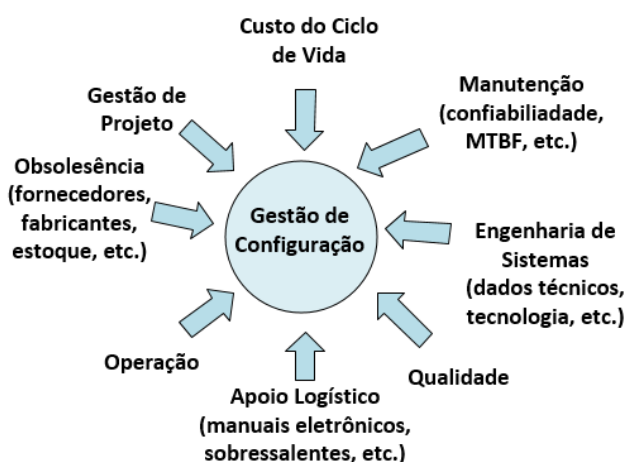 Custo do Ciclo
de Vida
Gestão de
Projeto
Manutenção
(confiabiliadade,
MTBF, etc.)
Obsolesência
(fornecedores,
fabricantes,
estoque, etc.)
Gestão de
Configuração
Engenharia de
Sistemas
(dados técnicos,
tecnologia, etc.)
Operação
Qualidade
Apoio Logístico
(manuais eletrônicos,
sobressalentes, etc.)